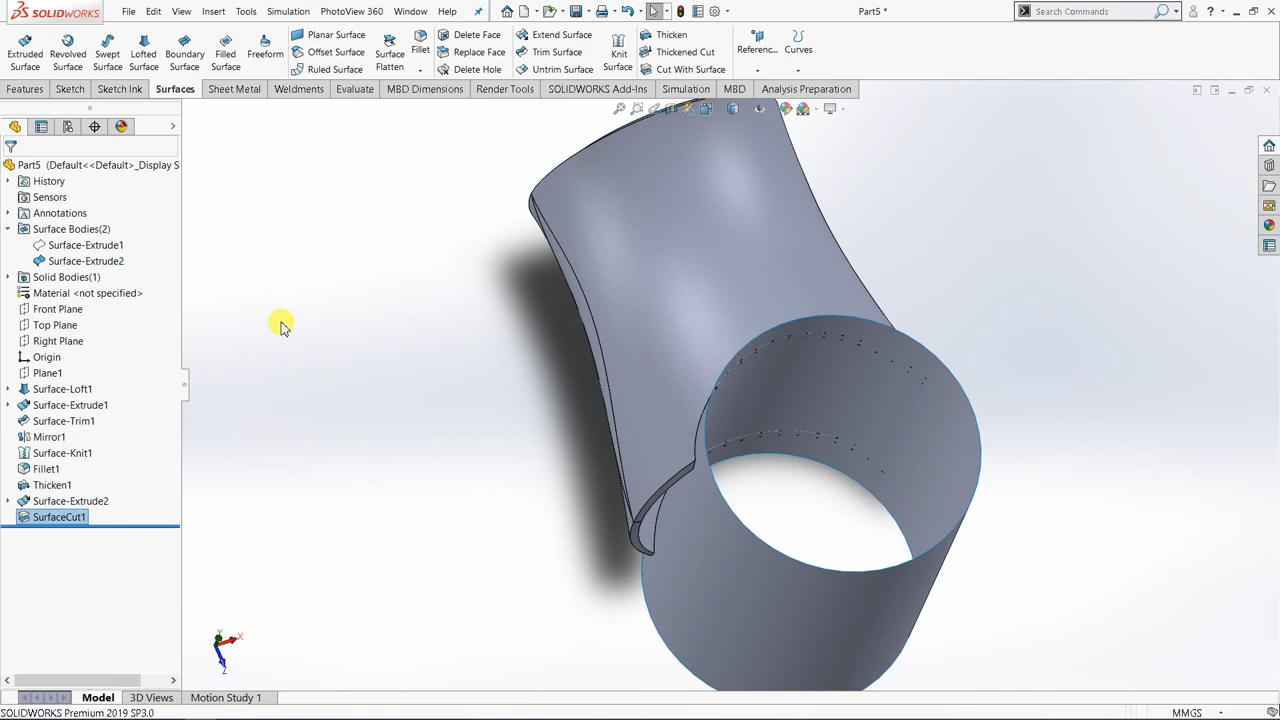 SOLIDWORKS File Edit View Insert Tools Simulation PhotoView 360 Window Help Part5 * Search Commands
Extruded Surface Revolved Surface Swept Surface Lofted Surface Boundary Surface Filled Surface Freeform Planar Surface Offset Surface Ruled Surface Surface Flatten Fillet Delete Face Replace Face Delete Hole Extend Surface Trim Surface Untrim Surface Knit Surface Thicken Thickened Cut Cut With Surface Referenc... Curves
Features Sketch Sketch Ink Surfaces Sheet Metal Weldments Evaluate MBD Dimensions Render Tools SOLIDWORKS Add-Ins Simulation MBD Analysis Preparation
Part5 (Default<<Default>_Display S
History
Sensors
Annotations
Surface Bodies(2)
Surface-Extrude1
Surface-Extrude2
Solid Bodies(1)
Material <not specified>
Front Plane
Top Plane
Right Plane
Origin
Plane1
Surface-Loft1
Surface-Extrude1
Surface-Trim1
Mirror1
Surface-Knit1
Fillet1
Thicken1
Surface-Extrude2
SurfaceCut1
Y
X
Z
Model 3D Views Motion Study 1
SOLIDWORKS Premium 2019 SP3.0 MMGS